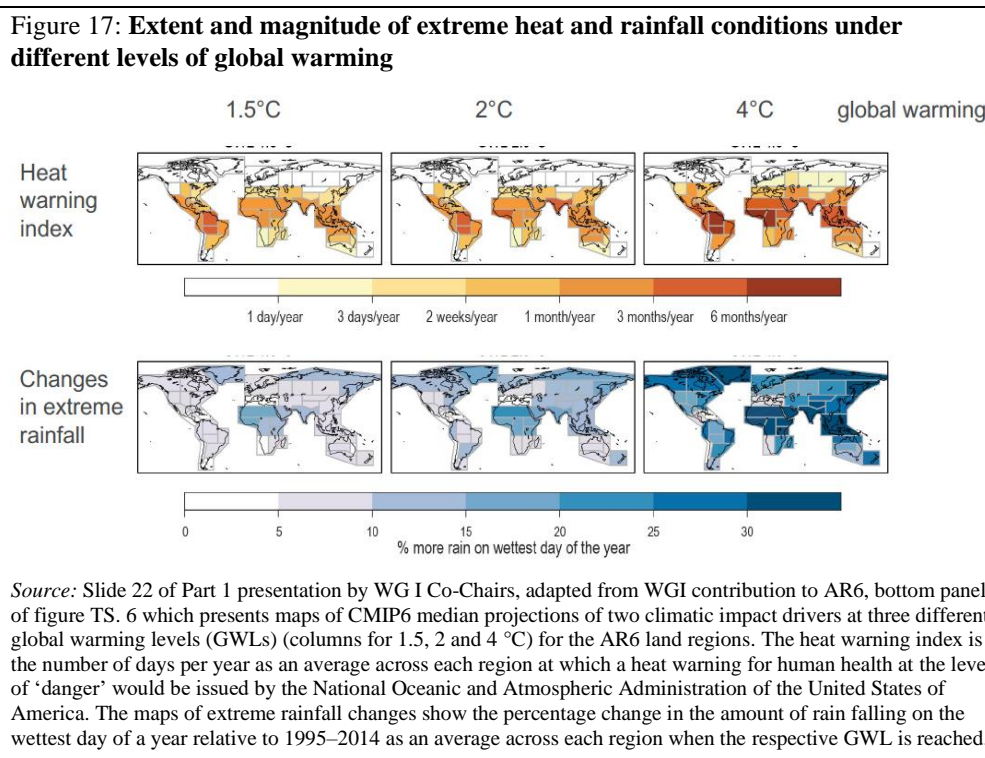 Figure 17: Extent and magnitude of extreme heat and rainfall conditions under
different levels of global warming
1.5°C 2°C 4°C global warming
Heat
warning
index
1 day/year 3 days/year 2 weeks/year 1 month/year 3 months/year 6 months/year
Changes
in extreme
rainfall
0 5 10 15 20 25 30
% more rain on wettest day of the year
Source: Slide 22 of Part 1 presentation by WG I Co-Chairs, adapted from WGI contribution to AR6, bottom panel
of figure TS. 6 which presents maps of CMIP6 median projections of two climatic impact drivers at three different
global warming levels (GWLs) (columns for 1.5, 2 and 4 °C) for the AR6 land regions. The heat warning index is
the number of days per year as an average across each region at which a heat warning for human health at the level
of ‘danger’ would be issued by the National Oceanic and Atmospheric Administration of the United States of
America. The maps of extreme rainfall changes show the percentage change in the amount of rain falling on the
wettest day of a year relative to 1995–2014 as an average across each region when the respective GWL is reached.